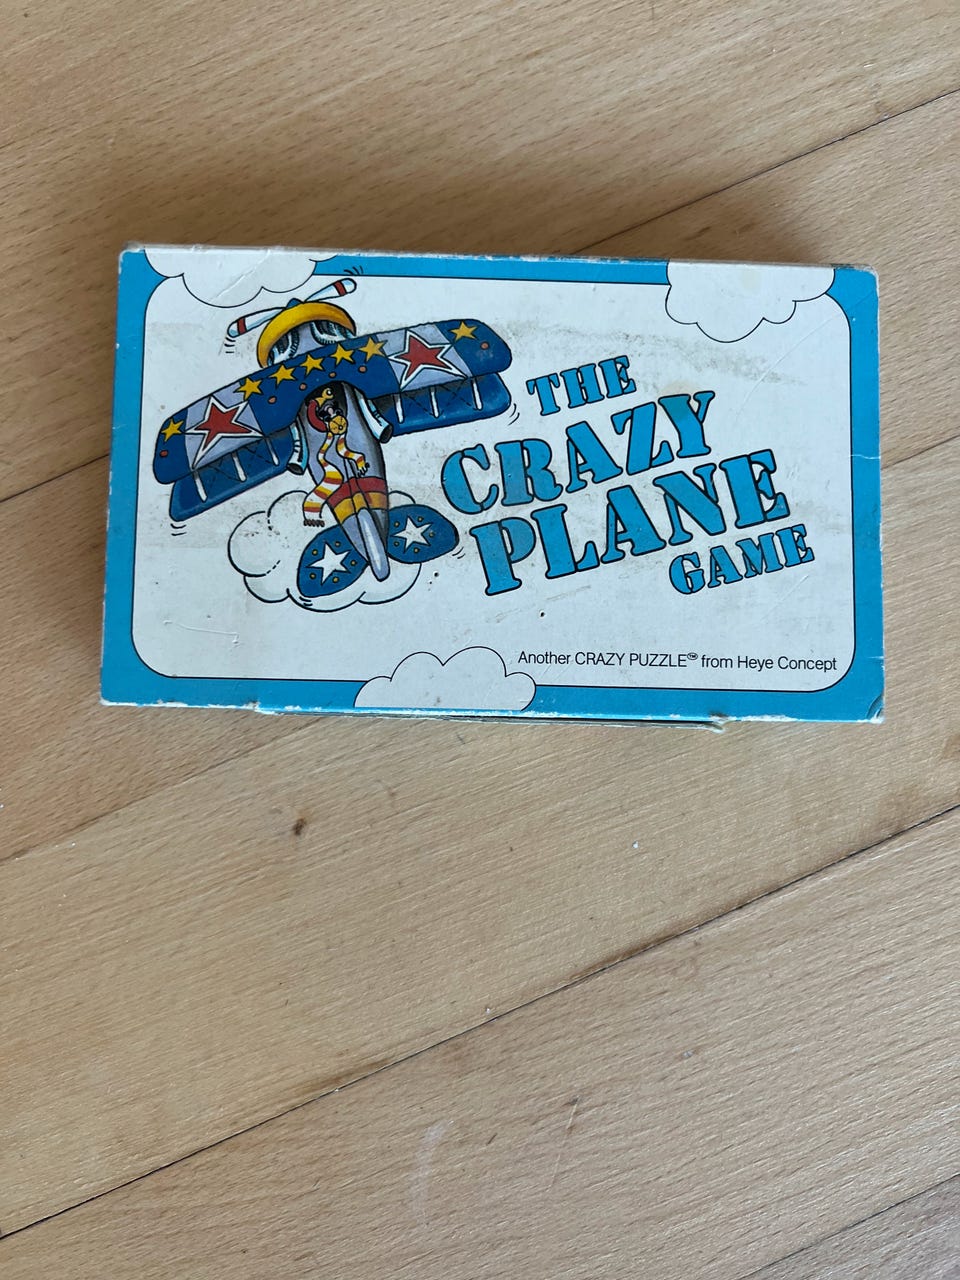 THE
CRAZY
PLANE
GAME
Another CRAZY PUZZLE™ from Heye Concept